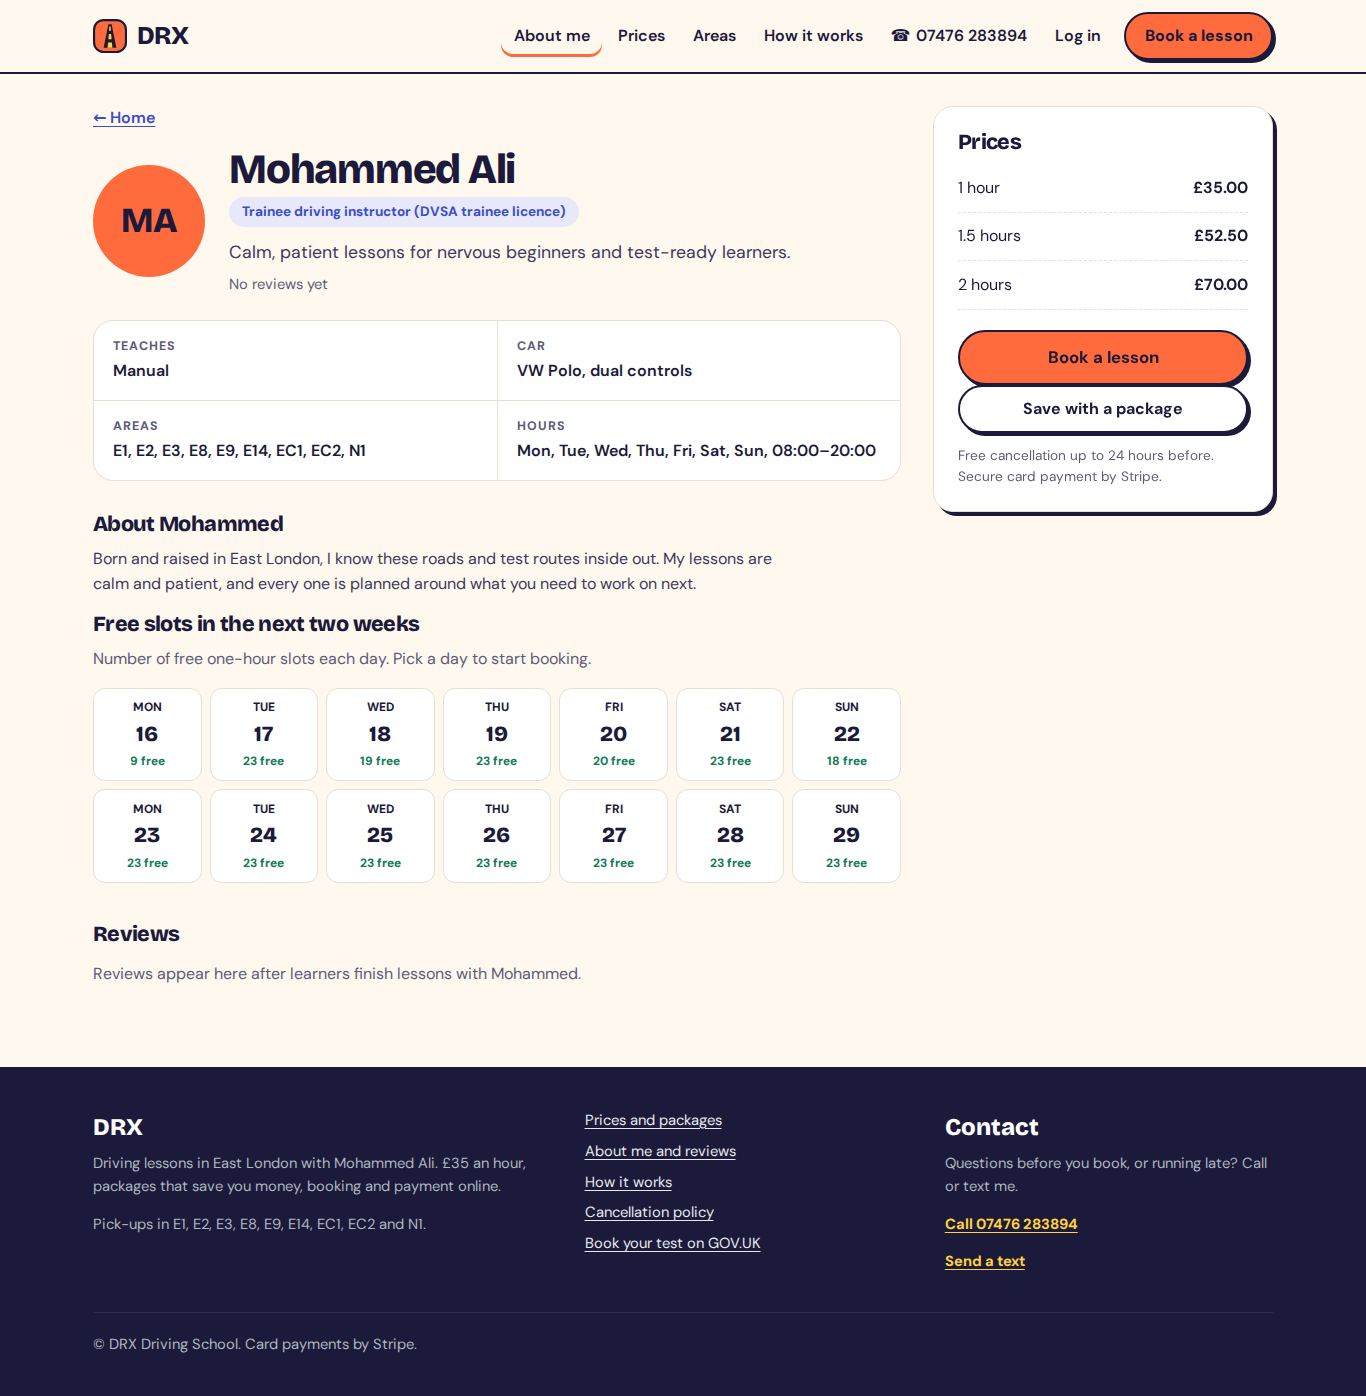 DRX
About me
Prices
Areas
How it works
☎ 07476 283894
Log in
Book a lesson
← Home
MA
Mohammed Ali
Trainee driving instructor (DVSA trainee licence)
Calm, patient lessons for nervous beginners and test-ready learners.
No reviews yet
TEACHES
Manual
CAR
VW Polo, dual controls
AREAS
E1, E2, E3, E8, E9, E14, EC1, EC2, N1
HOURS
Mon, Tue, Wed, Thu, Fri, Sat, Sun, 08:00–20:00
About Mohammed
Born and raised in East London, I know these roads and test routes inside out. My lessons are
calm and patient, and every one is planned around what you need to work on next.
Free slots in the next two weeks
Number of free one-hour slots each day. Pick a day to start booking.
MON
16
9 free
TUE
17
23 free
WED
18
19 free
THU
19
23 free
FRI
20
20 free
SAT
21
23 free
SUN
22
18 free
MON
23
23 free
TUE
24
23 free
WED
25
23 free
THU
26
23 free
FRI
27
23 free
SAT
28
23 free
SUN
29
23 free
Reviews
Reviews appear here after learners finish lessons with Mohammed.
Prices
1 hour £35.00
1.5 hours £52.50
2 hours £70.00
Book a lesson
Save with a package
Free cancellation up to 24 hours before.
Secure card payment by Stripe.
DRX
Driving lessons in East London with Mohammed Ali. £35 an hour,
packages that save you money, booking and payment online.
Pick-ups in E1, E2, E3, E8, E9, E14, EC1, EC2 and N1.
Prices and packages
About me and reviews
How it works
Cancellation policy
Book your test on GOV.UK
Contact
Questions before you book, or running late? Call
or text me.
Call 07476 283894
Send a text
© DRX Driving School. Card payments by Stripe.